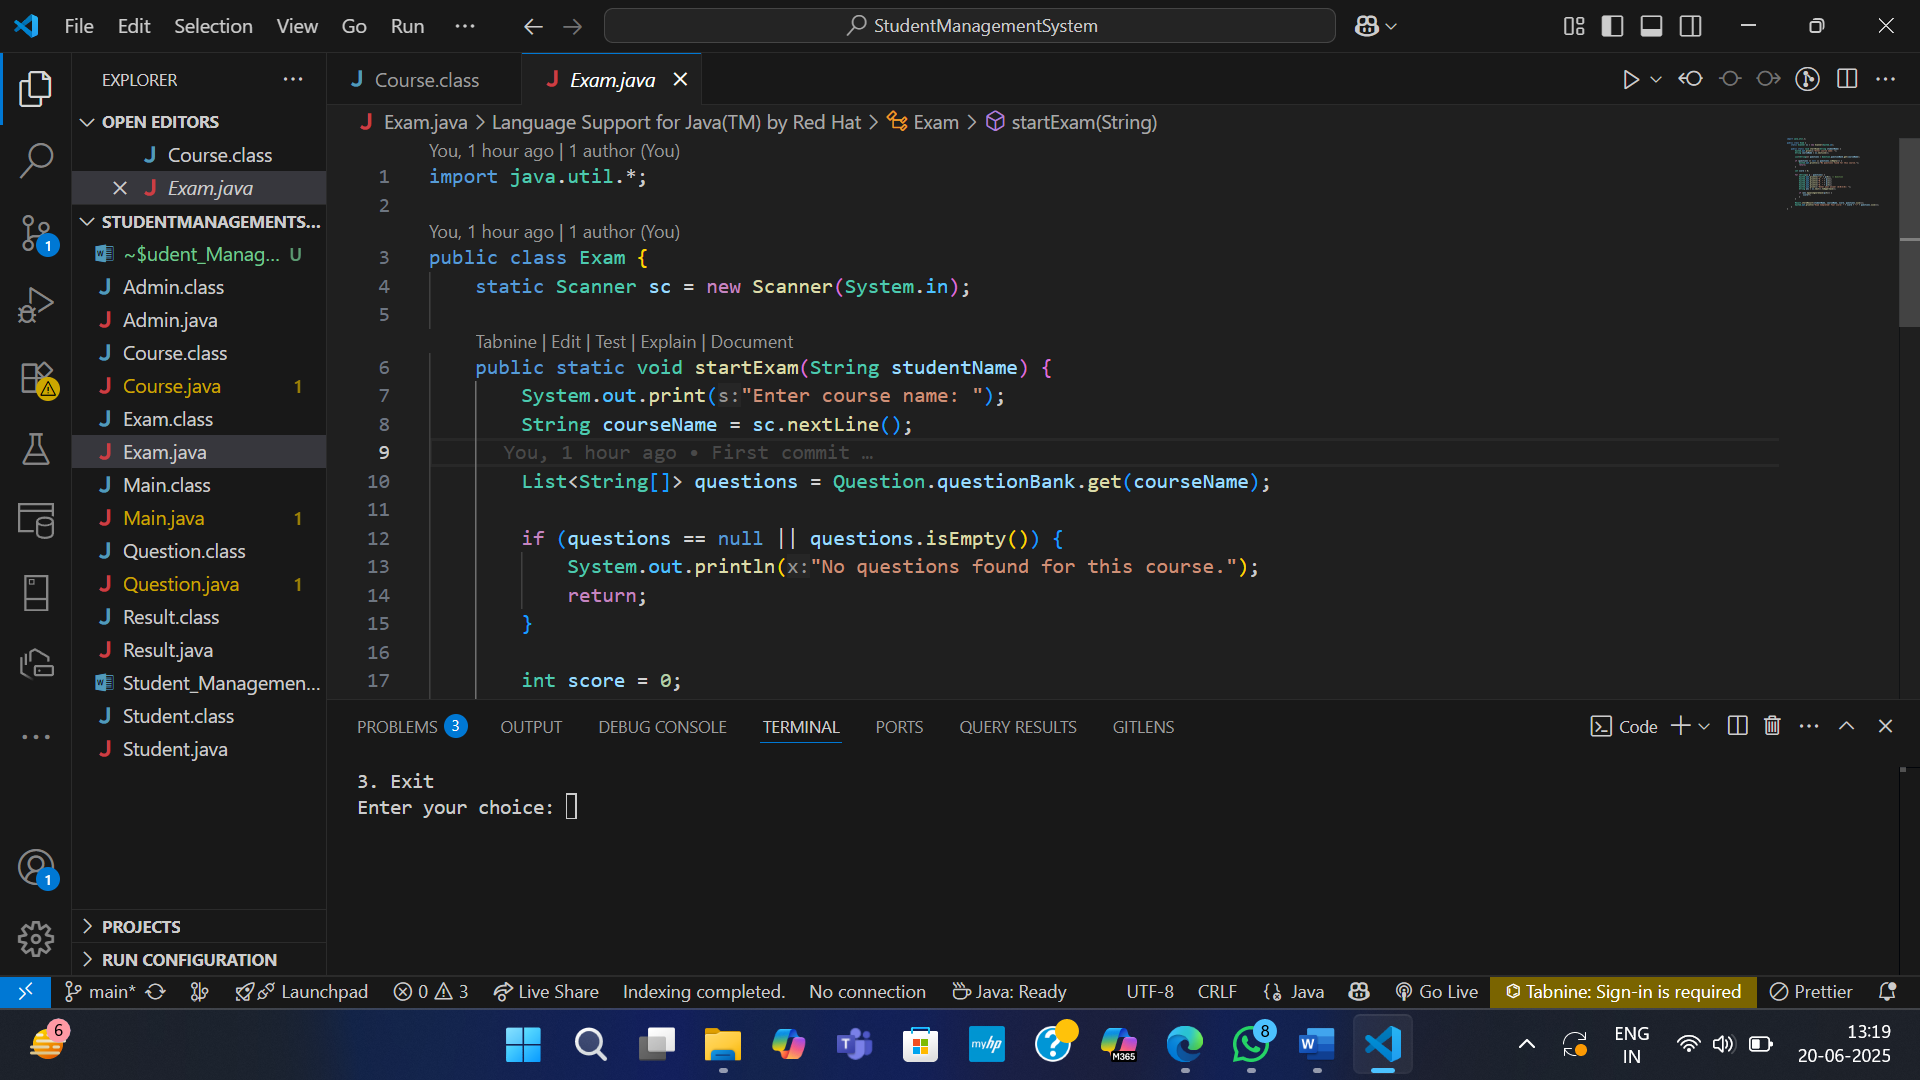 File Edit Selection View Go Run
StudentManagementSystem
EXPLORER
OPEN EDITORS
Course.class
Exam.java
STUDENTMANAGEMENTS...
~$udent_Manag... U
Admin.class
Admin.java
Course.class
Course.java 1
Exam.class
Exam.java
Main.class
Main.java 1
Question.class
Question.java 1
Result.class
Result.java
Student_Managemen...
Student.class
Student.java
PROJECTS
RUN CONFIGURATION
1
1
Course.class Exam.java
Exam.java > Language Support for Java(TM) by Red Hat > Exam > startExam(String)
You, 1 hour ago | 1 author (You)
1 import java.util.*;
2
You, 1 hour ago | 1 author (You)
3 public class Exam {
4 static Scanner sc = new Scanner(System.in);
5
Tabnine | Edit | Test | Explain | Document
6 public static void startExam(String studentName) {
7 System.out.print(s:"Enter course name: ");
8 String courseName = sc.nextLine();
9 You, 1 hour ago • First commit …
10 List<String[]> questions = Question.questionBank.get(courseName);
11
12 if (questions == null || questions.isEmpty()) {
13 System.out.println(x:"No questions found for this course.");
14 return;
15 }
16
17 int score = 0;
PROBLEMS 3 OUTPUT DEBUG CONSOLE TERMINAL PORTS QUERY RESULTS GITLENS
Code
3. Exit
Enter your choice:
main* Launchpad 0 3 Live Share Indexing completed. No connection Java: Ready UTF-8 CRLF Java Go Live Tabnine: Sign-in is required Prettier
6
myhp
M365
8
ENG
IN
13:19
20-06-2025